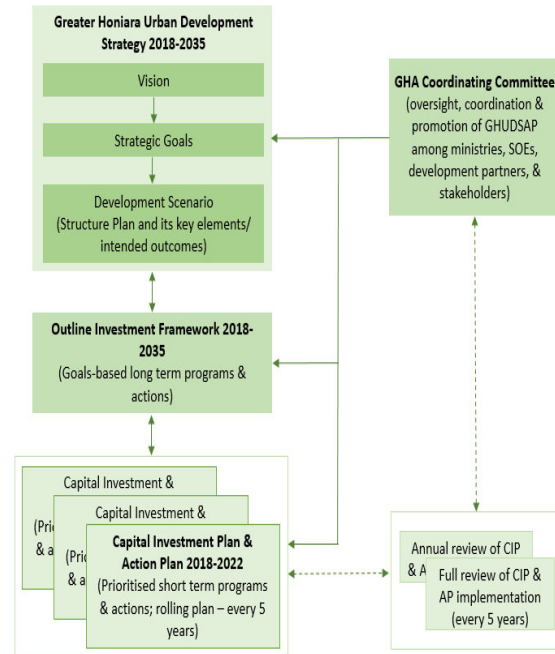 Greater Honiara Urban Development
Strategy 2018-2035
Vision
Strategic Goals
Development Scenario
(Structure Plan and its key elements/
intended outcomes)
GHA Coordinating Committee
(oversight, coordination &
promotion of GHUDSAP
among ministries, SOEs,
development partners, &
stakeholders)
Outline Investment Framework 2018-
2035
(Goals-based long term programs &
actions)
Capital Investment &
(Prio
& a
Capital Investment &
(Pri
& a
Capital Investment Plan &
Action Plan 2018-2022
(Prioritised short term programs
& actions; rolling plan – every 5
years)
Annual review of CIP
& A
Full review of CIP &
AP implementation
(every 5 years)